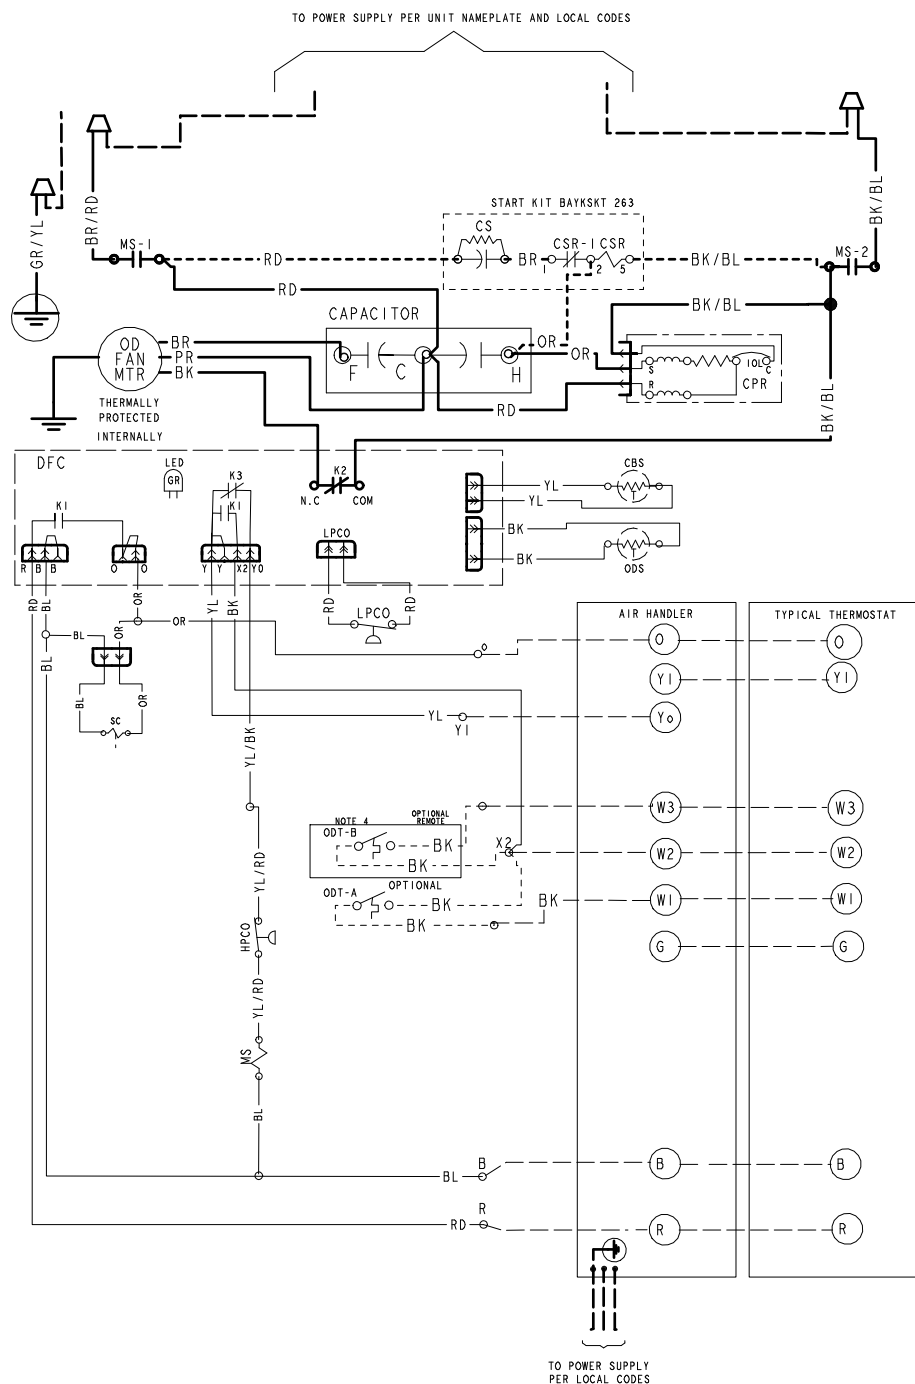 TO POWER SUPPLY PER UNIT NAMEPLATE AND LOCAL CODES
GR/YL
BR/RD
BK/BL
START KIT BAYKSKT 263
CS
CSR-1 CSR
MS-1
RD
BR
1
2
5
BK/BL
MS-2
RD
BK/BL
CAPACITOR
OD
FAN
MTR
BR
PR
BK
F
C
H
OR
OR
RD
S
R
IOL
C
CPR
BK/BL
THERMALLY
PROTECTED
INTERNALLY
DFC
LED
GR
K3
K1
K2
N.C
COM
K1
LPCO
R B B
O O
Y Y X2 YO
YL
YL
CBS
BK
BK
ODS
RD
BL
OR
YL
BK
RD
LPCO
RD
BL
OR
OR
BL
BL
OR
SC
YL/BK
O
YL
Y1
AIR HANDLER
TYPICAL THERMOSTAT
O
O
Y1
Y1
Yo
W3
W3
W2
W2
W1
W1
G
G
NOTE 4
OPTIONAL
REMOTE
ODT-B
BK
BK
X2
ODT-A
OPTIONAL
BK
BK
BK
YL/RD
HPCO
YL/RD
MS
BL
BL
B
B
B
RD
R
R
R
TO POWER SUPPLY
PER LOCAL CODES